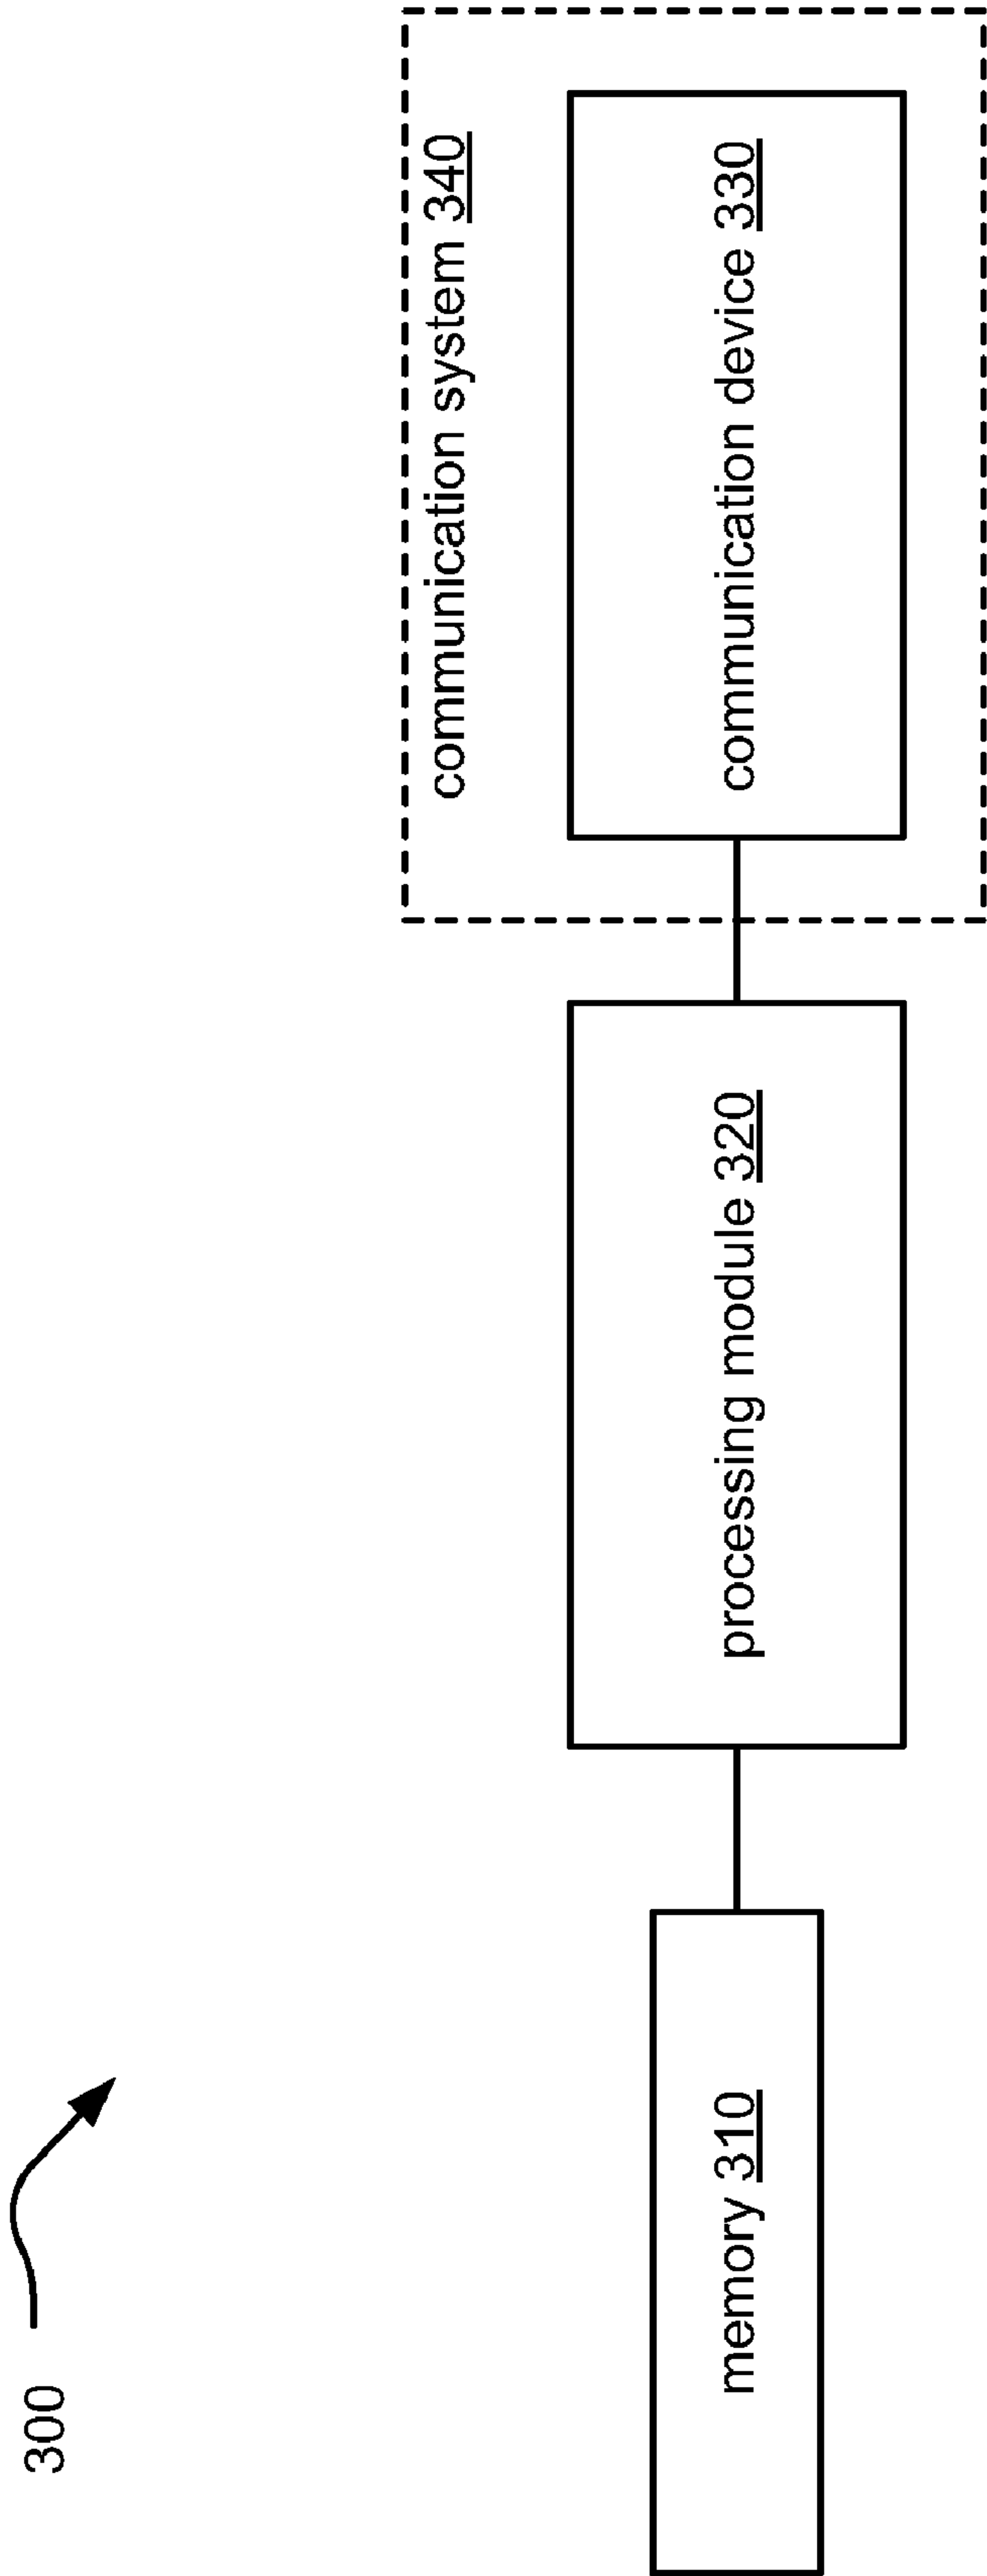 300
communication system 340
memory 310
processing module 320
communication device 330